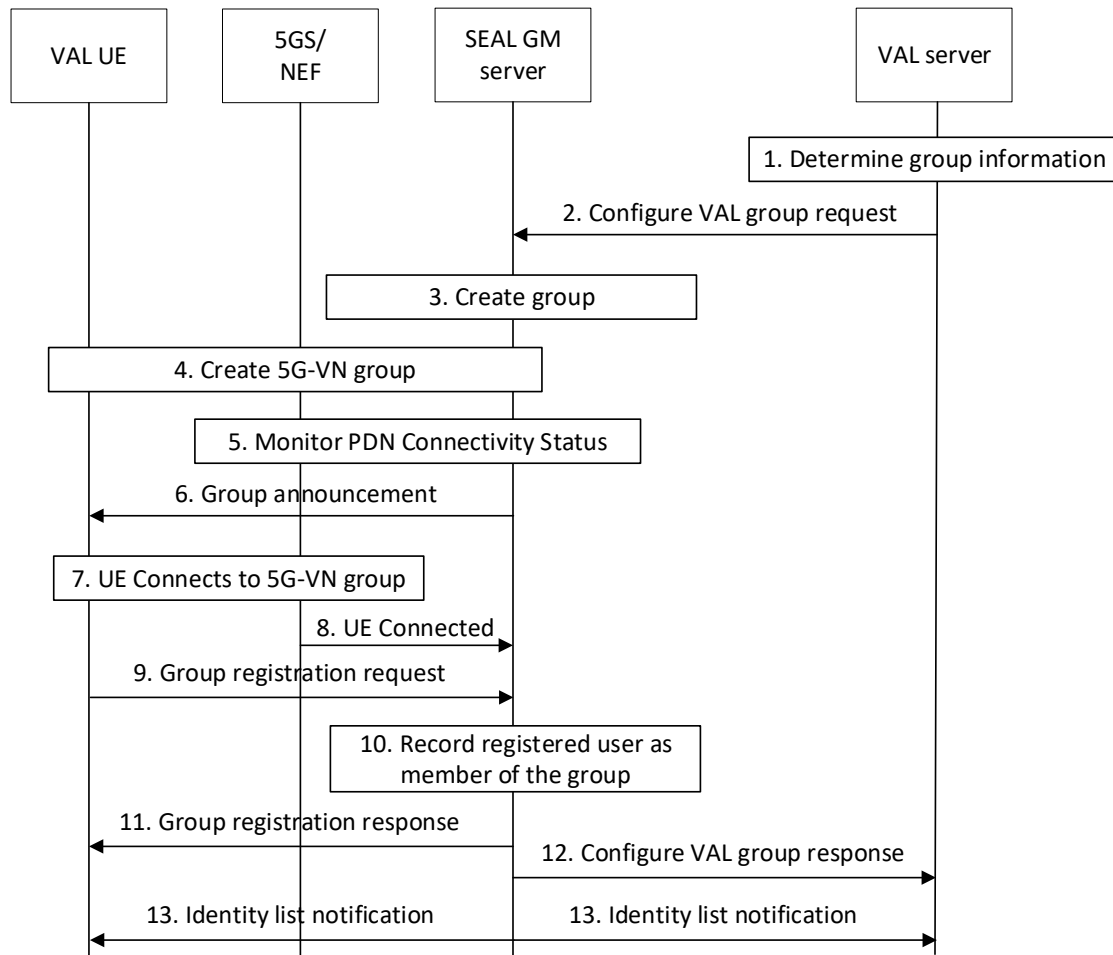 VAL UE
5GS/
NEF
SEAL GM
server
VAL server
1. Determine group information
2. Configure VAL group request
3. Create group
4. Create 5G-VN group
5. Monitor PDN Connectivity Status
6. Group announcement
7. UE Connects to 5G-VN group
8. UE Connected
9. Group registration request
10. Record registered user as
member of the group
11. Group registration response
12. Configure VAL group response
13. Identity list notification
13. Identity list notification